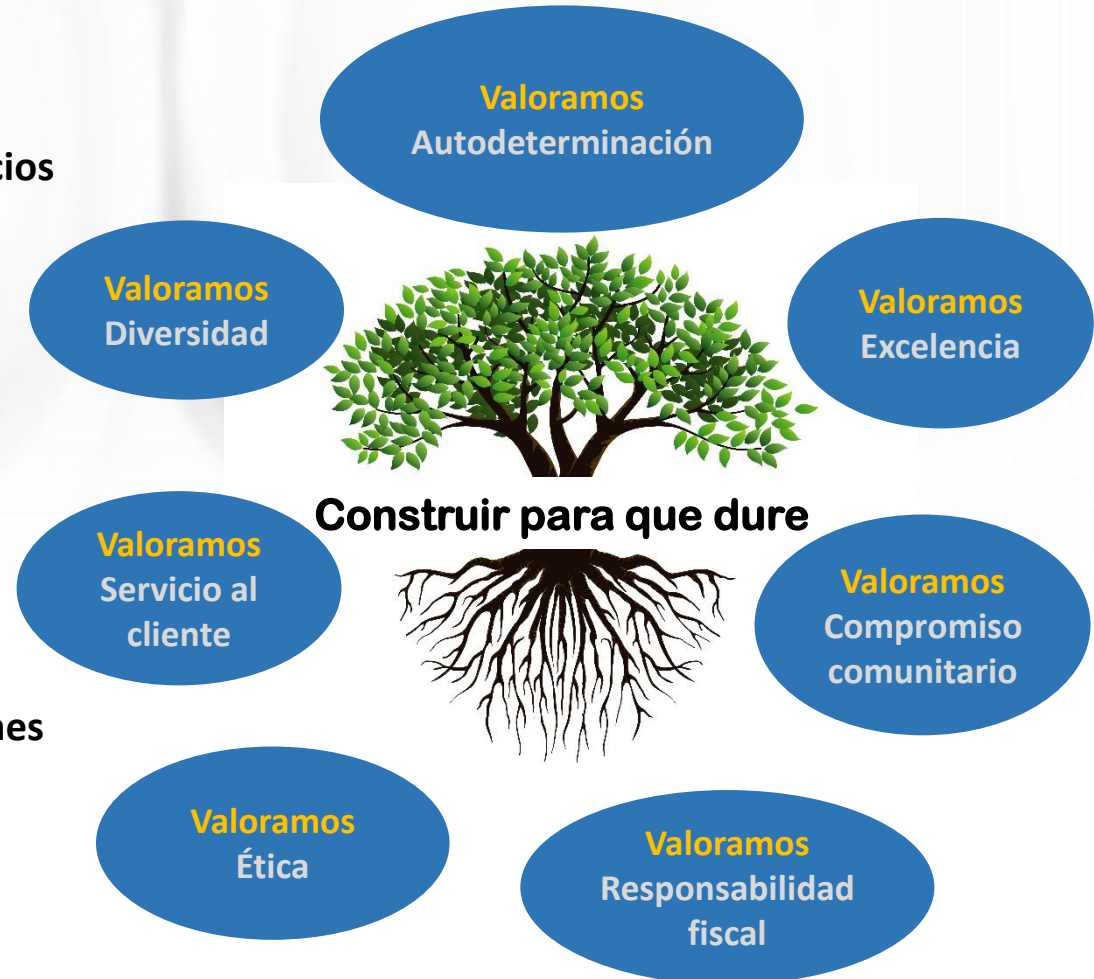 Valoramos
Autodeterminación
cios
Valoramos
Diversidad
Valoramos
Excelencia
Construir para que dure
Valoramos
Servicio al
cliente
Valoramos
Compromiso
comunitario
nes
Valoramos
Ética
Valoramos
Responsabilidad
fiscal